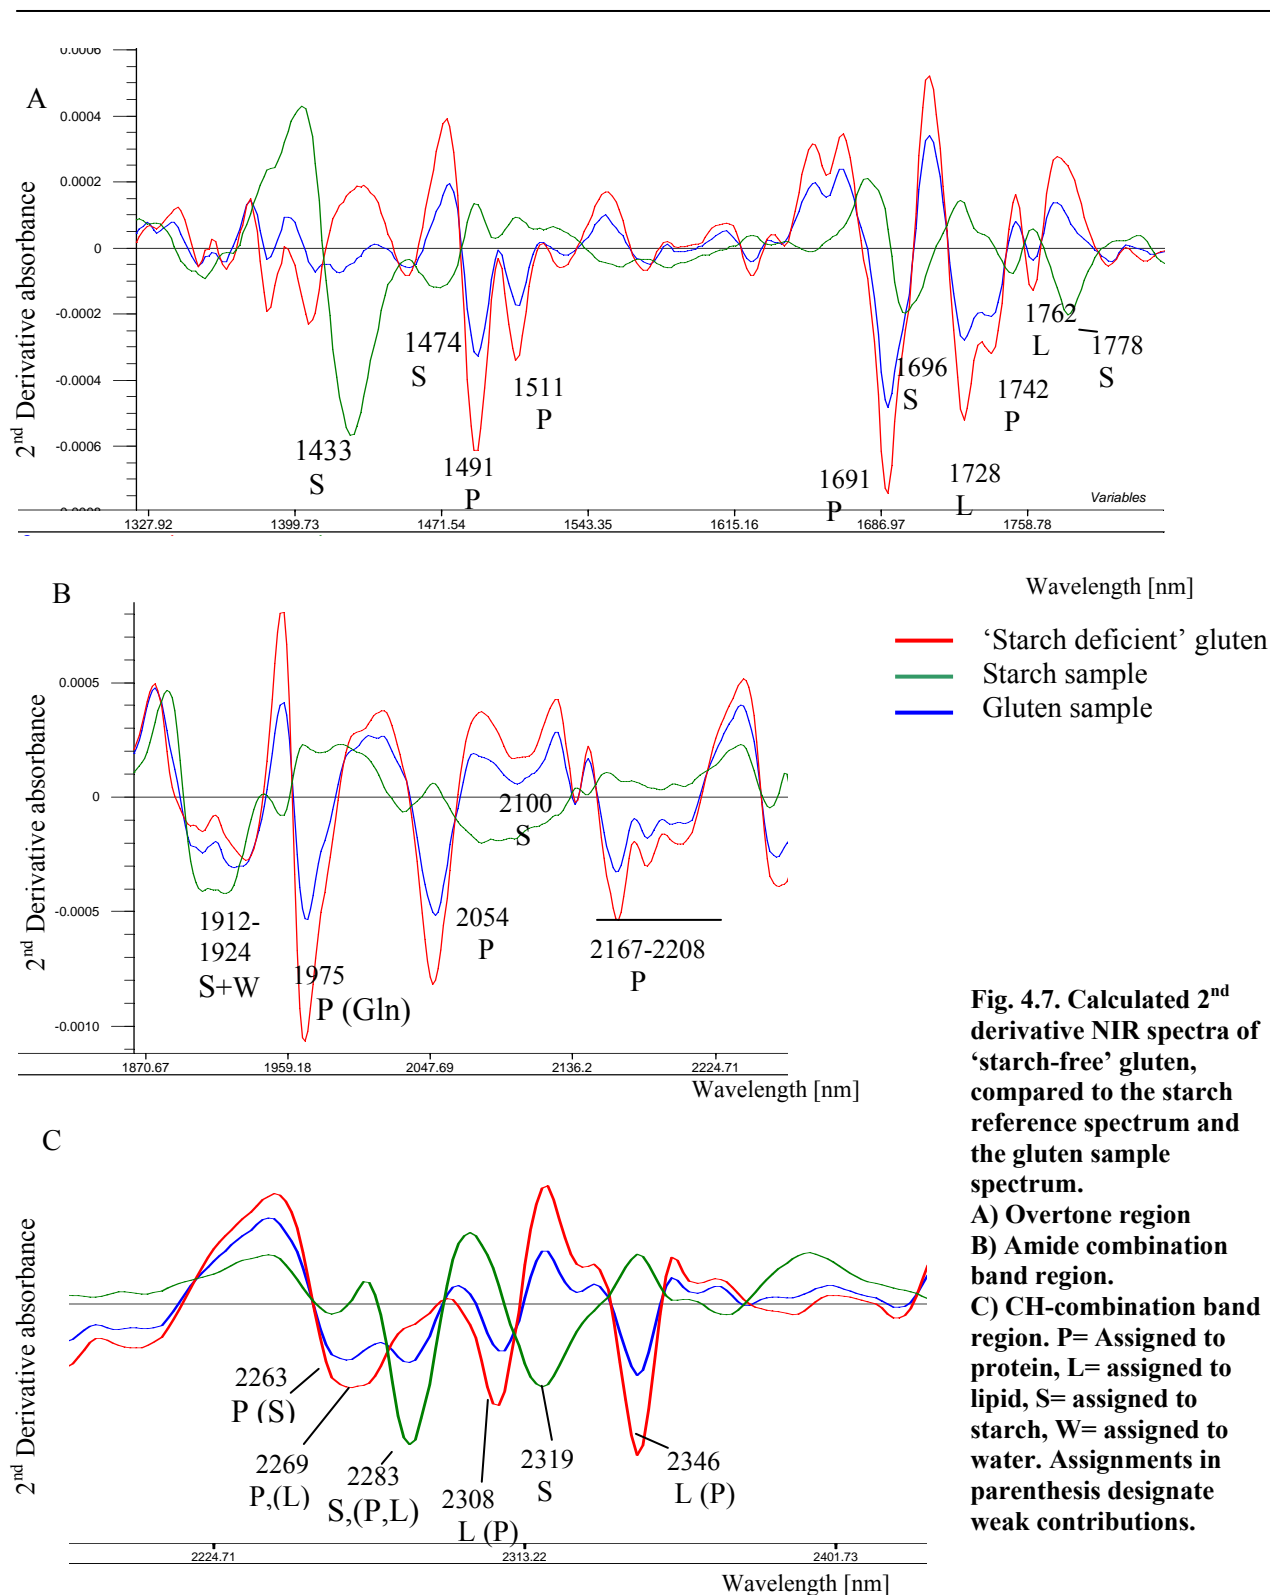 0.0006
A
0.0004
0.0002
0
-0.0002
-0.0004
-0.0006
2nd Derivative absorbance
1433
S
1474
S
1491
P
1511
P
1691
P
1696
S
1728
L
1742
P
1762
L
1778
S
Variables
1327.92 1399.73 1471.54 1543.35 1615.16 1686.97 1758.78
Wavelength [nm]
'Starch deficient' gluten
Starch sample
Gluten sample
B
0.0005
0
-0.0005
-0.0010
2nd Derivative absorbance
1912-
1924
S+W
1975
P (Gln)
2054
P
2100
S
2167-2208
P
1870.67 1959.18 2047.69 2136.2 2224.71
Wavelength [nm]
C
2nd Derivative absorbance
2263
P (S)
2269
P,(L)
2283
S,(P,L)
2308
L (P)
2319
S
2346
L (P)
2224.71 2313.22 2401.73
Wavelength [nm]
Fig. 4.7. Calculated 2nd
derivative NIR spectra of
'starch-free' gluten,
compared to the starch
reference spectrum and
the gluten sample
spectrum.
A) Overtone region
B) Amide combination
band region.
C) CH-combination band
region. P= Assigned to
protein, L= assigned to
lipid, S= assigned to
starch, W= assigned to
water. Assignments in
parenthesis designate
weak contributions.